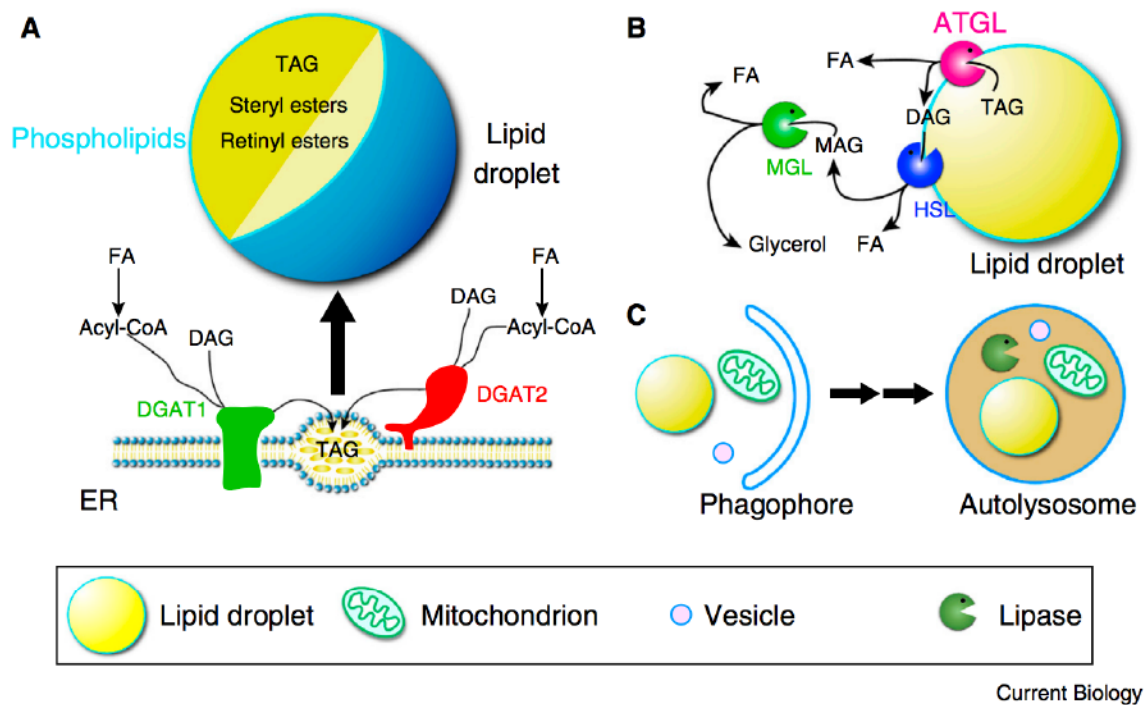 A
TAG
Steryl esters
Retinyl esters
Phospholipids
Lipid
droplet
FA
Acyl-CoA
DAG
DGAT1
TAG
DAG
FA
Acyl-CoA
DGAT2
ER
B
ATGL
FA
DAG
TAG
FA
MGL
MAG
HSL
Glycerol
FA
Lipid droplet
C
Phagophore
Autolysosome
Lipid droplet
Mitochondrion
Vesicle
Lipase
Current Biology